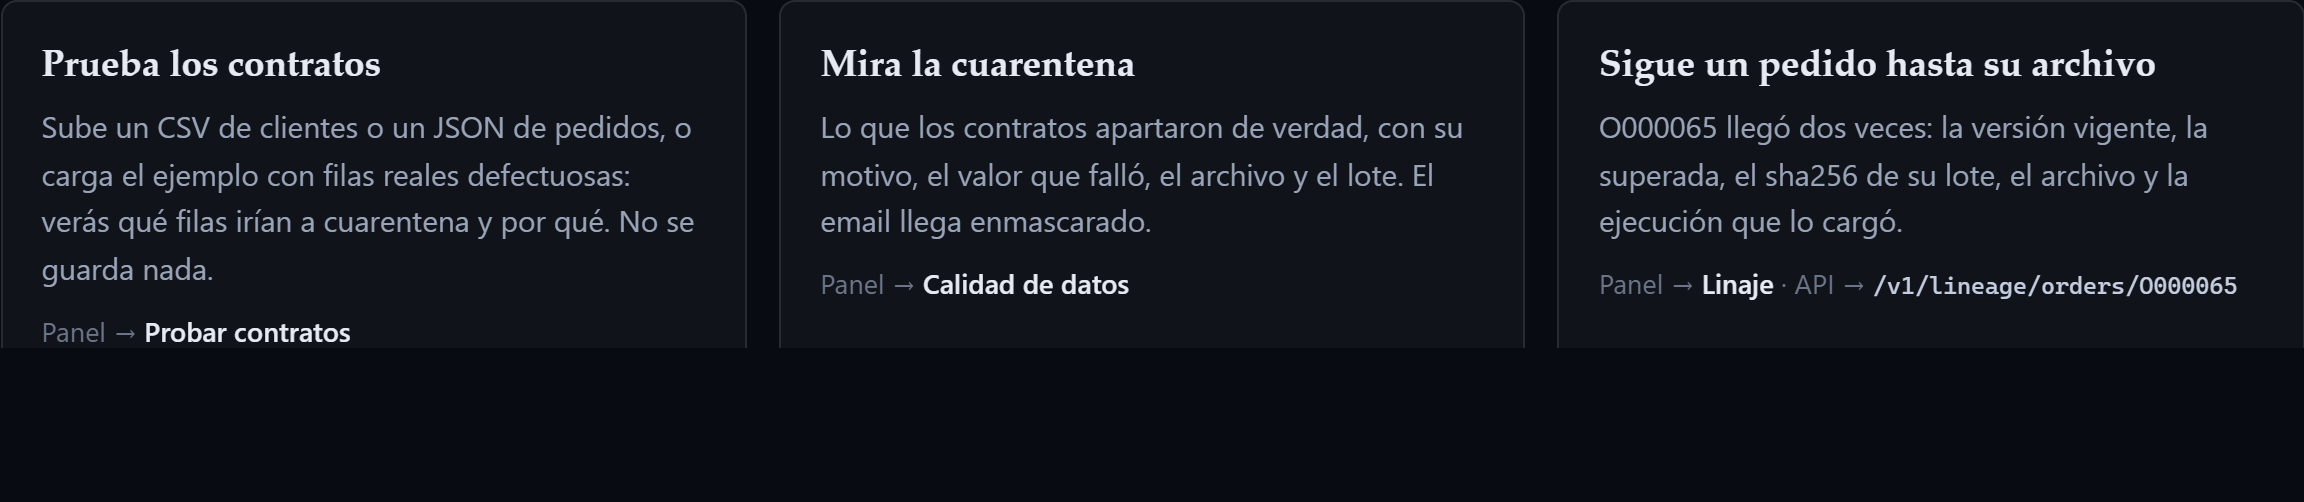 Prueba los contratos
Sube un CSV de clientes o un JSON de pedidos, o
carga el ejemplo con filas reales defectuosas:
verás qué filas irían a cuarentena y por qué. No se
guarda nada.
Panel → Probar contratos
Mira la cuarentena
Lo que los contratos apartaron de verdad, con su
motivo, el valor que falló, el archivo y el lote. El
email llega enmascarado.
Panel → Calidad de datos
Sigue un pedido hasta su archivo
O000065 llegó dos veces: la versión vigente, la
superada, el sha256 de su lote, el archivo y la
ejecución que lo cargó.
Panel → Linaje · API → /v1/lineage/orders/O000065